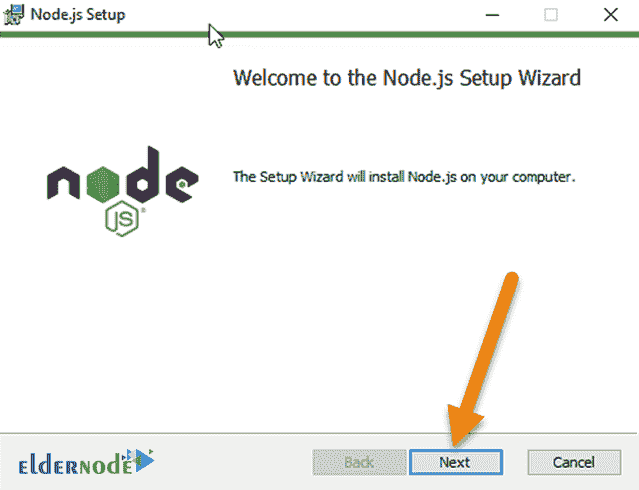 Node.js Setup
Welcome to the Node.js Setup Wizard
node
JS
The Setup Wizard will install Node.js on your computer.
eldernode
Back
Next
Cancel